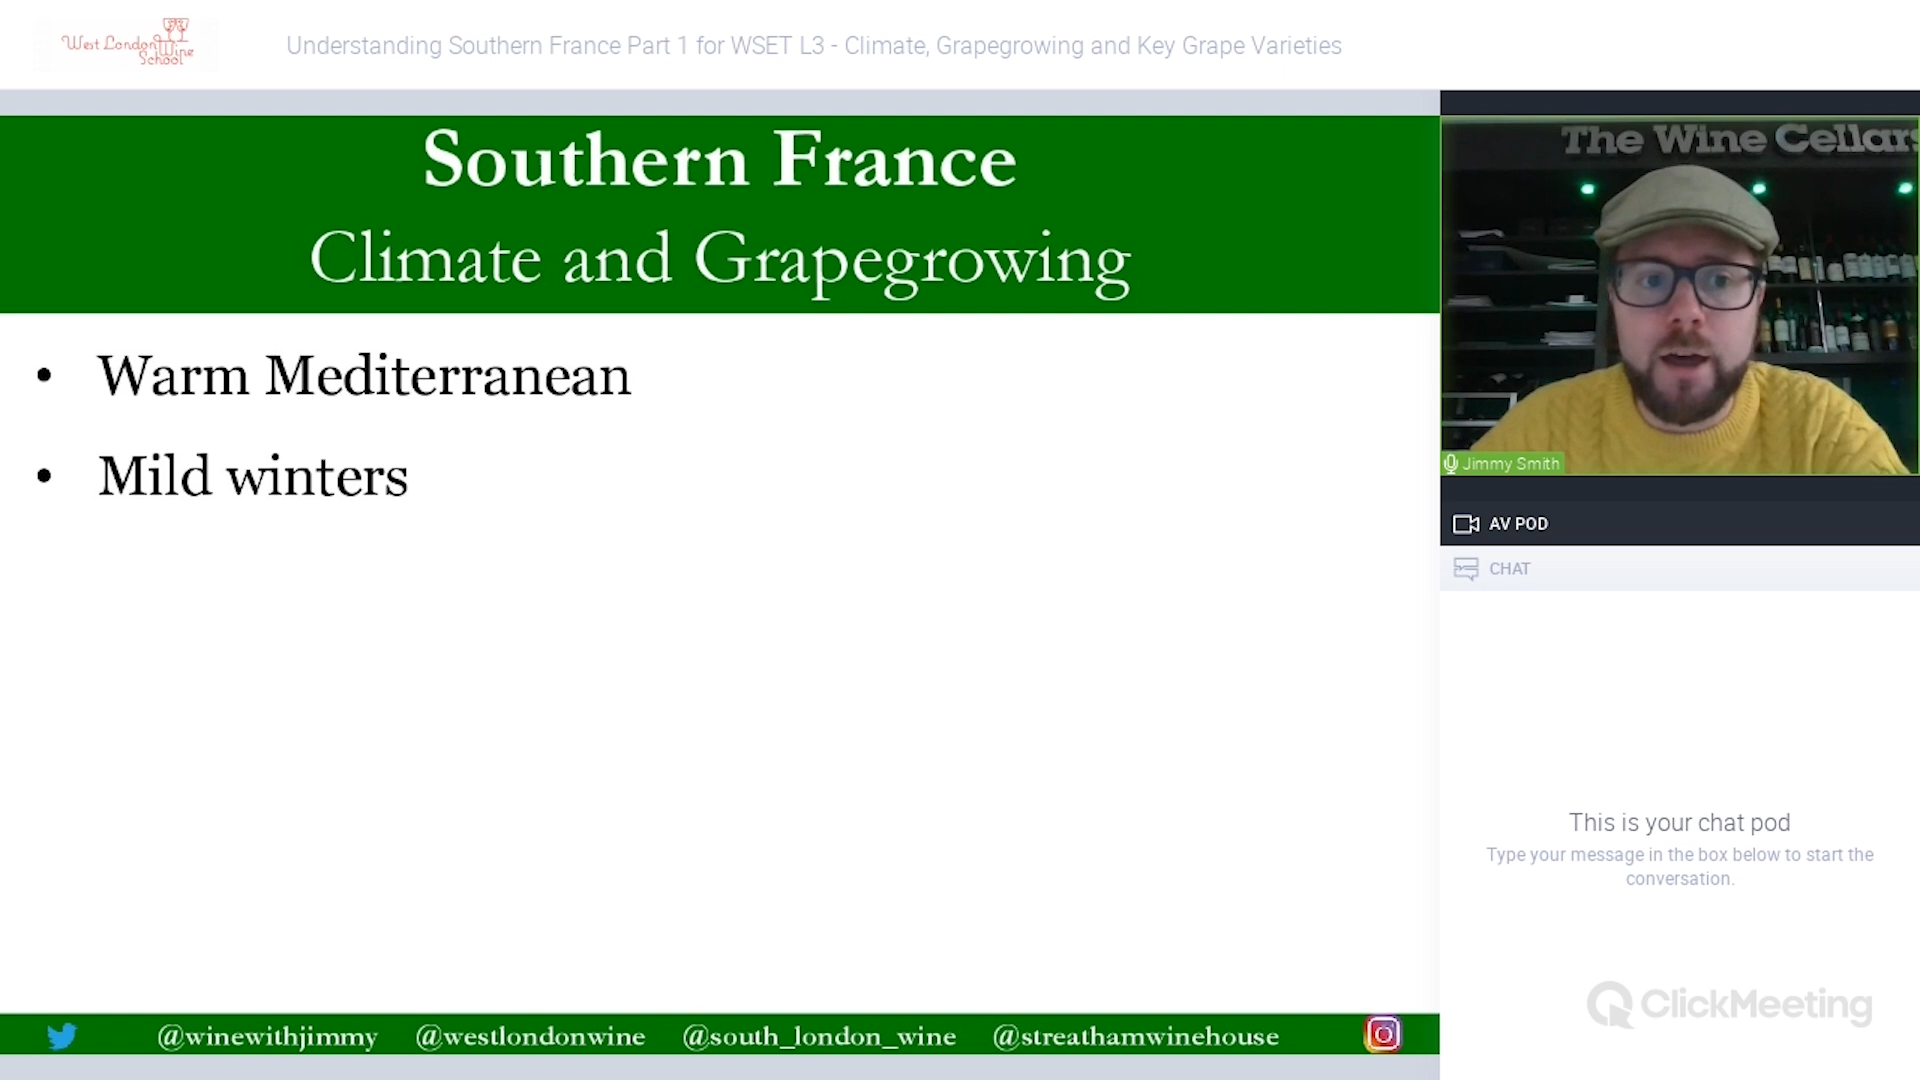 West London Wine School
Understanding Southern France Part 1 for WSET L3 - Climate, Grapegrowing and Key Grape Varieties
Southern France
Climate and Grapegrowing
• Warm Mediterranean
• Mild winters
@winewithjimmy @westlondonwine @south_london_wine @streathamwinehouse
The Wine Cellars
Jimmy Smith
AV POD
CHAT
This is your chat pod
Type your message in the box below to start the
conversation.
ClickMeeting